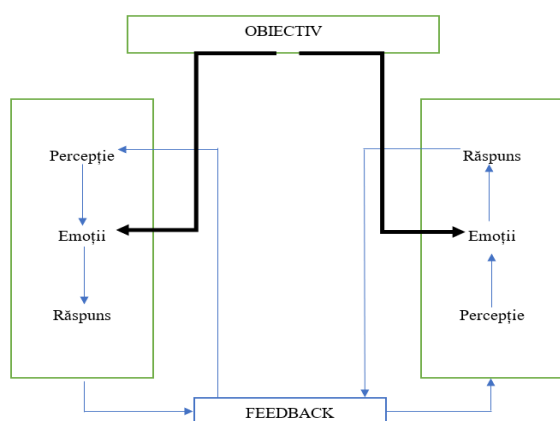 OBIECTIV
Percepție
Emoții
Răspuns
Răspuns
Emoții
Percepție
FEEDBACK